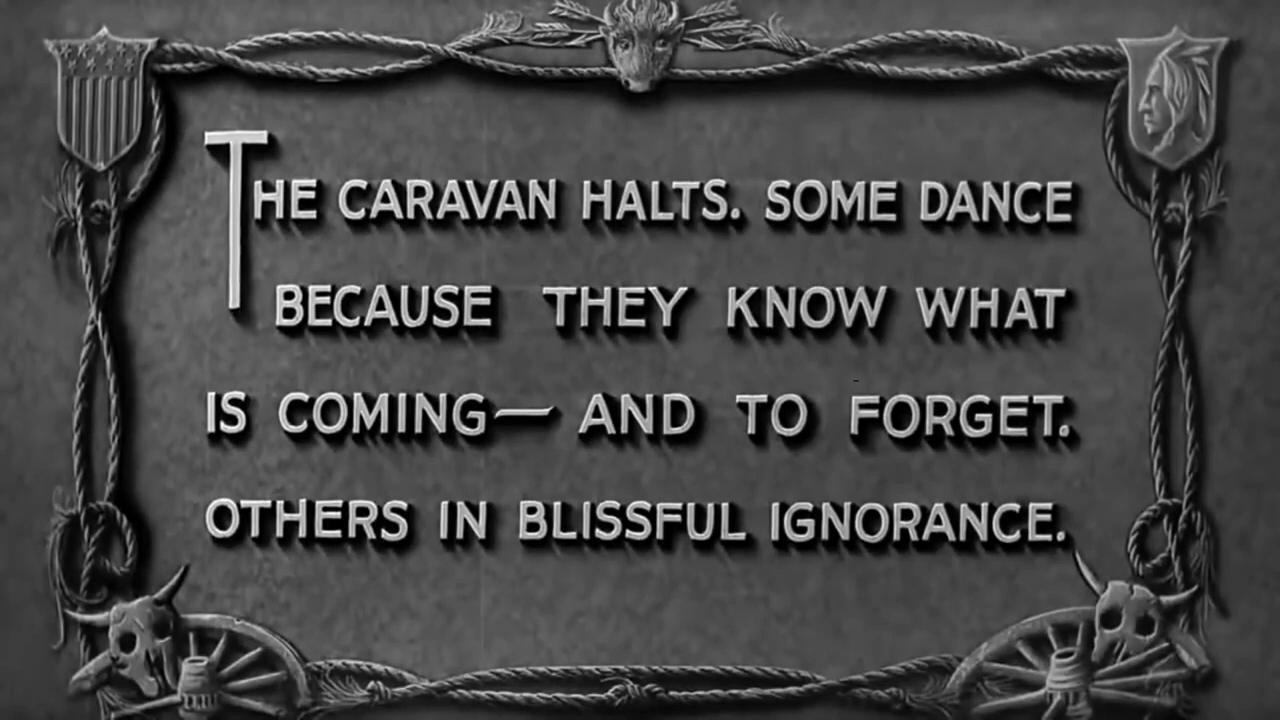 THE CARAVAN HALTS. SOME DANCE
BECAUSE THEY KNOW WHAT
IS COMING— AND TO FORGET.
OTHERS IN BLISSFUL IGNORANCE.